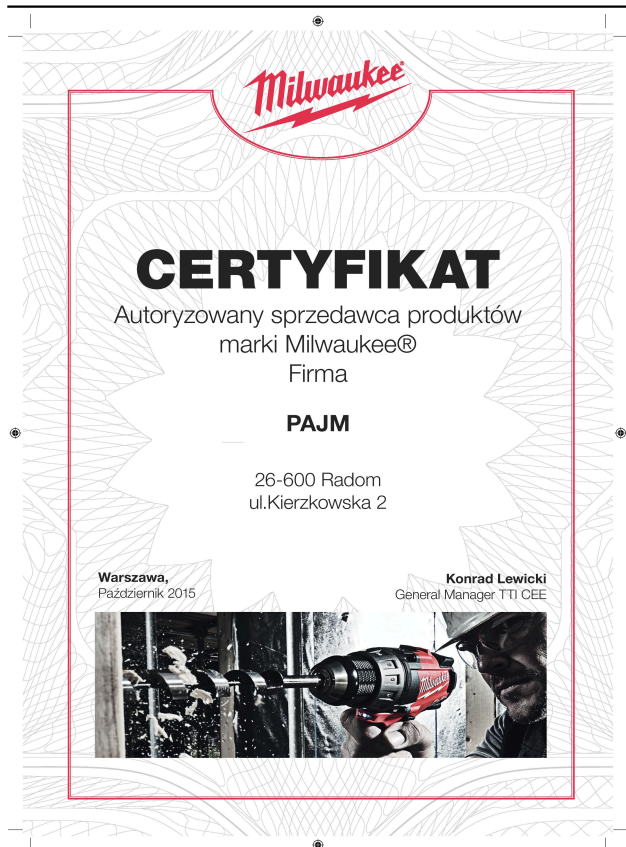 Milwaukee®
CERTYFIKAT
Autoryzowany sprzedawca produktów
marki Milwaukee®
Firma
PAJM
26-600 Radom
ul.Kierzkowska 2
Warszawa,
Październik 2015
Konrad Lewicki
General Manager TTI CEE
Milwaukee